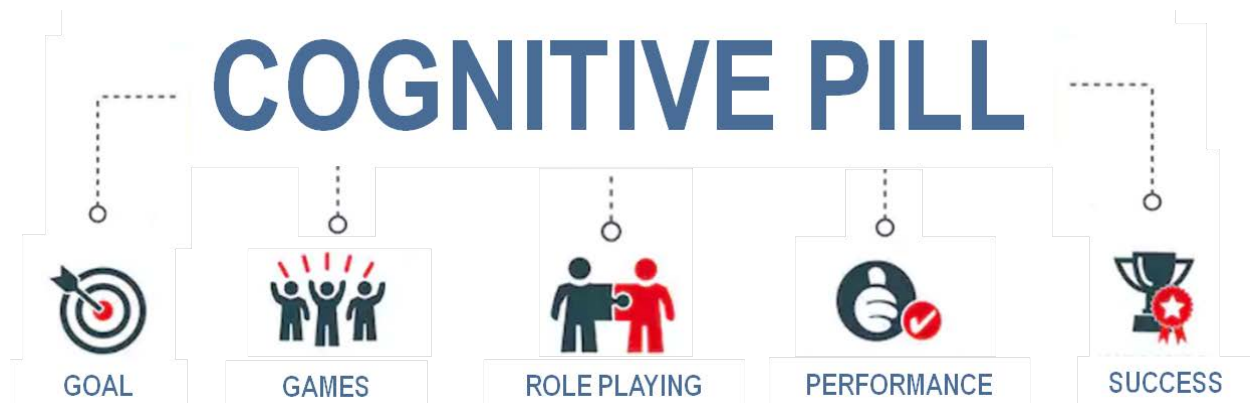 COGNITIVE PILL
GOAL
GAMES
ROLE PLAYING
PERFORMANCE
SUCCESS